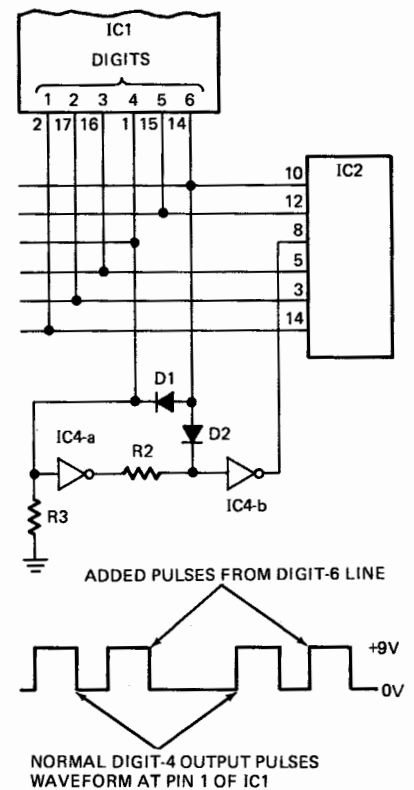 IC1
DIGITS
1 2 3 4 5 6
2 17 16 1 15 14
IC2
10
12
8
5
3
14
D1
D2
IC4-a
R2
IC4-b
R3
ADDED PULSES FROM DIGIT-6 LINE
+9V
0V
NORMAL DIGIT-4 OUTPUT PULSES
WAVEFORM AT PIN 1 OF IC1